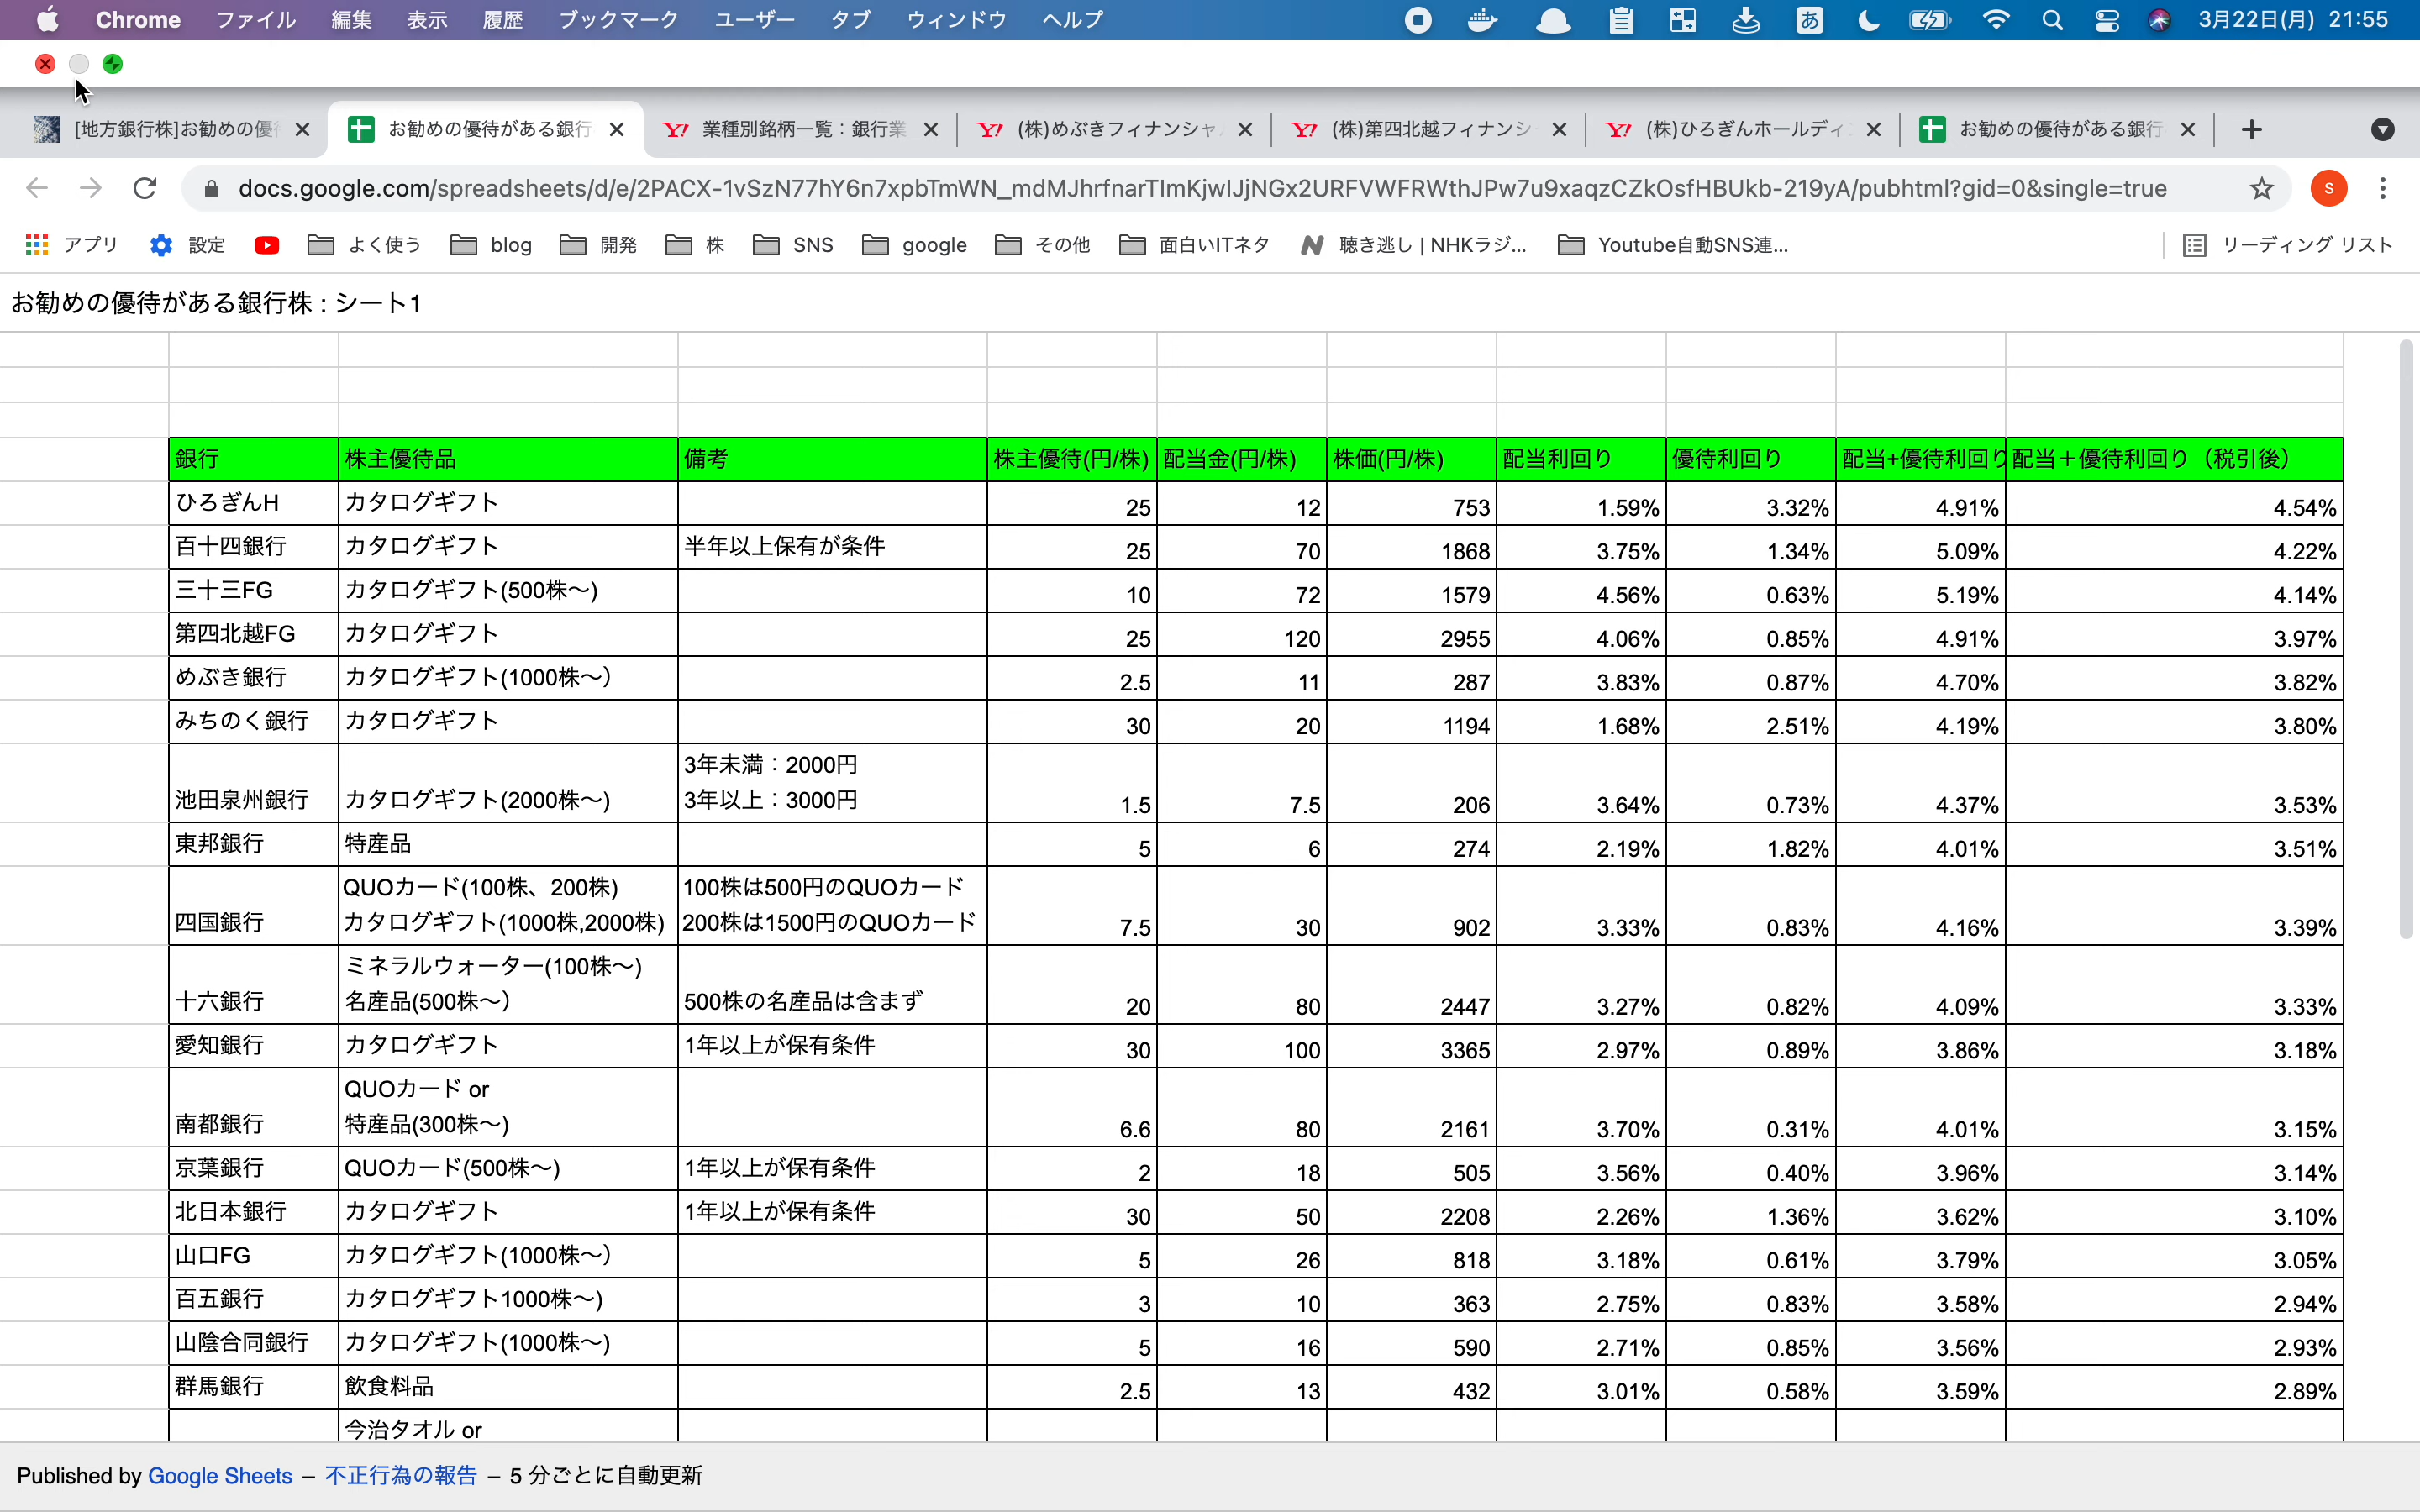 Chrome ファイル 編集 表示 履歴 ブックマーク ユーザー タブ ウィンドウ ヘルプ あ 3月22日(月) 21:55
[地方銀行株]お勧めの優 お勧めの優待がある銀行 Y! 業種別銘柄一覧：銀行業 Y! (株)めぶきフィナンシャ Y! (株)第四北越フィナンシ Y! (株)ひろぎんホールディ お勧めの優待がある銀行
docs.google.com/spreadsheets/d/e/2PACX-1vSzN77hY6n7xpbTmWN_mdMJhrfnarTImKjwIJjNGx2URFVWFRWthJPw7u9xaqzCZkOsfHBUkb-219yA/pubhtml?gid=0&single=true s
アプリ 設定 よく使う blog 開発 株 SNS google その他 面白いITネタ 聴き逃し | NHKラジ... Youtube自動SNS連... リーディング リスト
お勧めの優待がある銀行株 : シート1
銀行 株主優待品 備考 株主優待(円/株) 配当金(円/株) 株価(円/株) 配当利回り 優待利回り 配当+優待利回り 配当＋優待利回り（税引後）
ひろぎんH カタログギフト 25 12 753 1.59% 3.32% 4.91% 4.54%
百十四銀行 カタログギフト 半年以上保有が条件 25 70 1868 3.75% 1.34% 5.09% 4.22%
三十三FG カタログギフト(500株〜) 10 72 1579 4.56% 0.63% 5.19% 4.14%
第四北越FG カタログギフト 25 120 2955 4.06% 0.85% 4.91% 3.97%
めぶき銀行 カタログギフト(1000株〜） 2.5 11 287 3.83% 0.87% 4.70% 3.82%
みちのく銀行 カタログギフト 30 20 1194 1.68% 2.51% 4.19% 3.80%
3年未満：2000円
池田泉州銀行 カタログギフト(2000株〜) 3年以上：3000円 1.5 7.5 206 3.64% 0.73% 4.37% 3.53%
東邦銀行 特産品 5 6 274 2.19% 1.82% 4.01% 3.51%
QUOカード(100株、200株) 100株は500円のQUOカード
四国銀行 カタログギフト(1000株,2000株) 200株は1500円のQUOカード 7.5 30 902 3.33% 0.83% 4.16% 3.39%
ミネラルウォーター(100株〜)
十六銀行 名産品(500株〜） 500株の名産品は含まず 20 80 2447 3.27% 0.82% 4.09% 3.33%
愛知銀行 カタログギフト 1年以上が保有条件 30 100 3365 2.97% 0.89% 3.86% 3.18%
QUOカード or
南都銀行 特産品(300株〜) 6.6 80 2161 3.70% 0.31% 4.01% 3.15%
京葉銀行 QUOカード(500株〜) 1年以上が保有条件 2 18 505 3.56% 0.40% 3.96% 3.14%
北日本銀行 カタログギフト 1年以上が保有条件 30 50 2208 2.26% 1.36% 3.62% 3.10%
山口FG カタログギフト(1000株〜） 5 26 818 3.18% 0.61% 3.79% 3.05%
百五銀行 カタログギフト1000株〜) 3 10 363 2.75% 0.83% 3.58% 2.94%
山陰合同銀行 カタログギフト(1000株〜) 5 16 590 2.71% 0.85% 3.56% 2.93%
群馬銀行 飲食料品 2.5 13 432 3.01% 0.58% 3.59% 2.89%
今治タオル or
Published by Google Sheets – 不正行為の報告 – 5 分ごとに自動更新